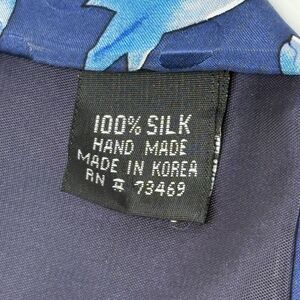 100% SILK
HAND MADE
MADE IN KOREA
RN # 73469